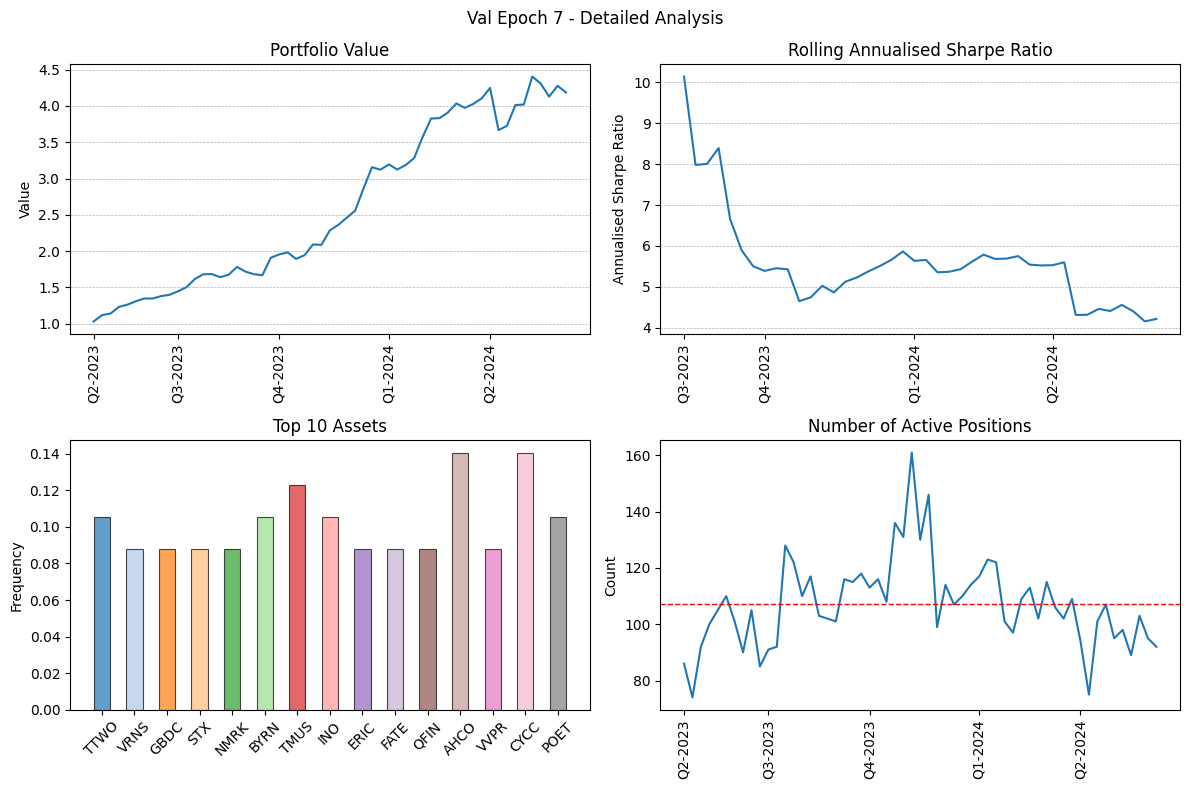 Val Epoch 7 - Detailed Analysis
Portfolio Value
Value
4.5
4.0
3.5
3.0
2.5
2.0
1.5
1.0
Q2-2023
Q3-2023
Q4-2023
Q1-2024
Q2-2024
Rolling Annualised Sharpe Ratio
Annualised Sharpe Ratio
10
9
8
7
6
5
4
Q3-2023
Q4-2023
Q1-2024
Q2-2024
Top 10 Assets
Frequency
0.14
0.12
0.10
0.08
0.06
0.04
0.02
0.00
TTWO
VRNS
GBDC
STX
NMRK
BYRN
TMUS
INO
ERIC
FATE
QFIN
AHCO
VVPR
CYCC
POET
Number of Active Positions
Count
160
140
120
100
80
Q2-2023
Q3-2023
Q4-2023
Q1-2024
Q2-2024